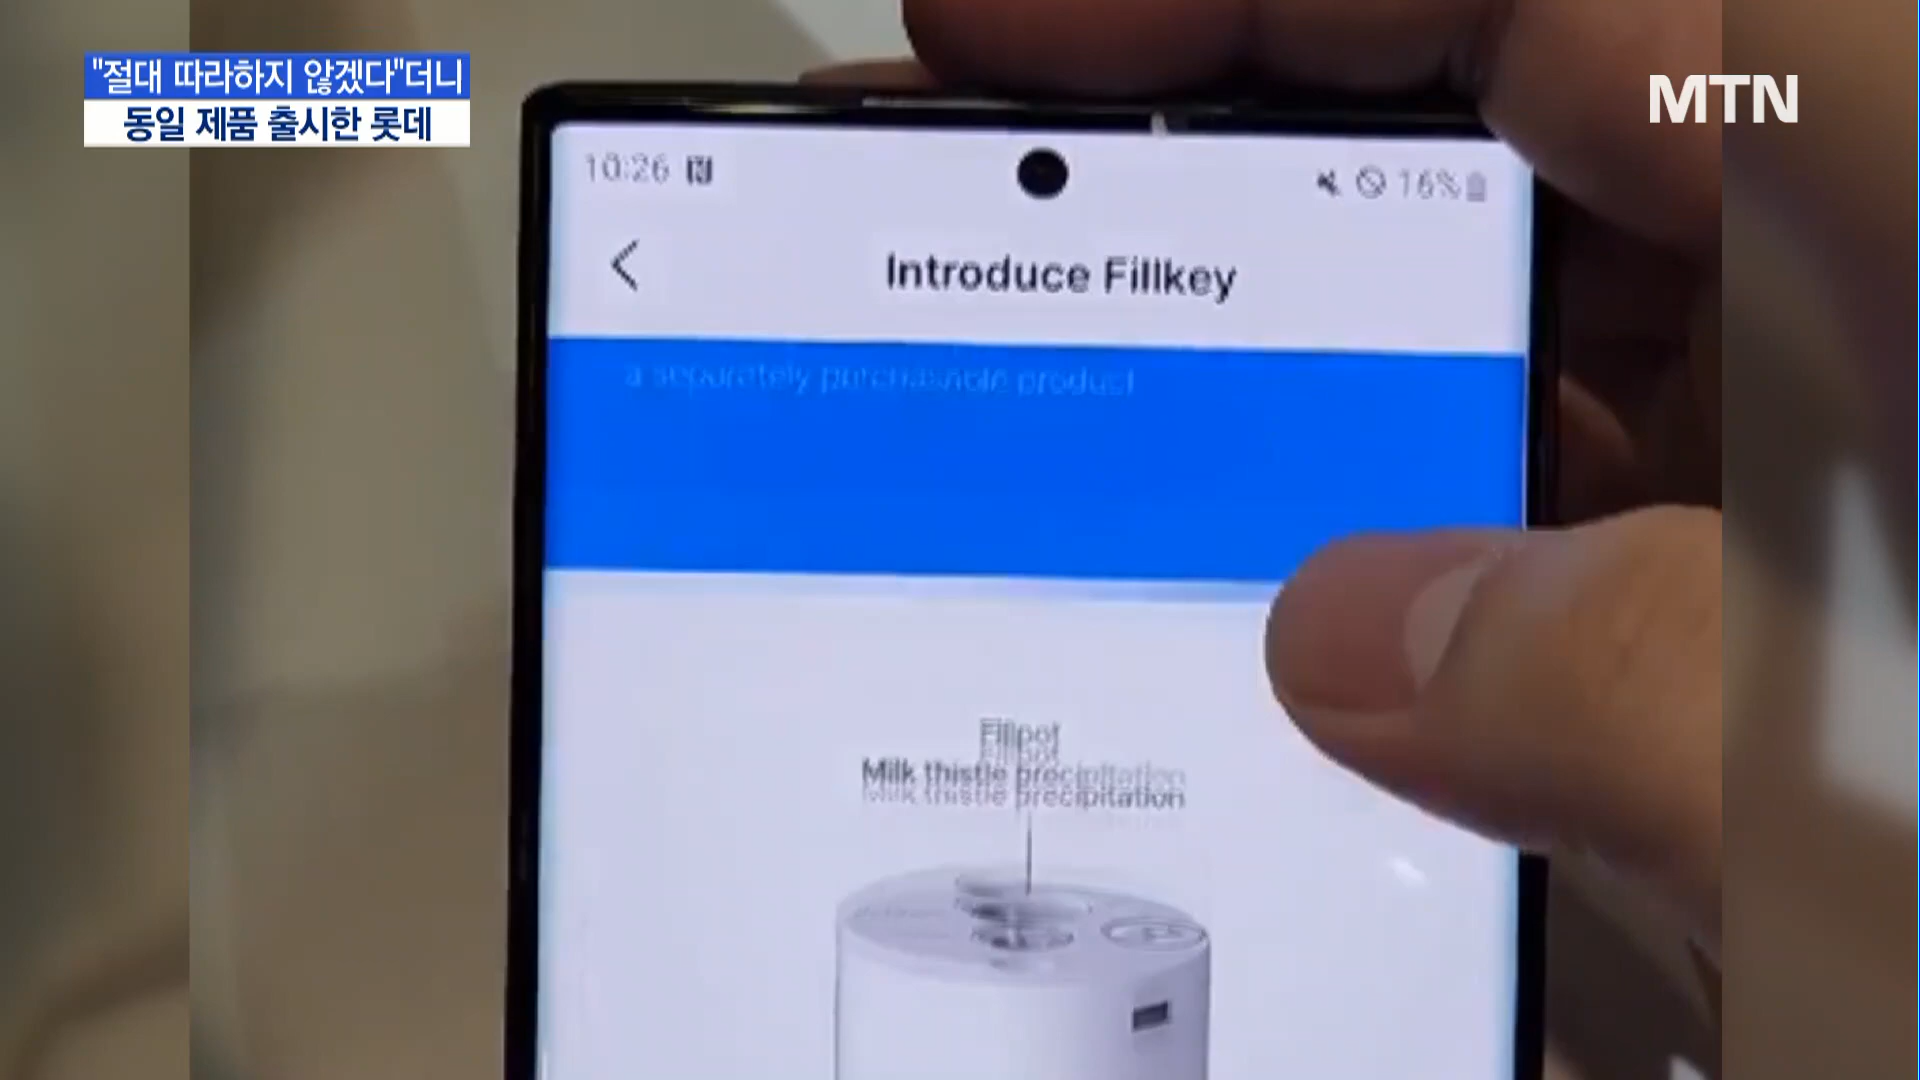 "절대 따라하지 않겠다"더니
동일 제품 출시한 롯데
MTN
10:26
16%
Introduce Fillkey
a separately purchasable product
Fillpot
Milk thistle precipitation